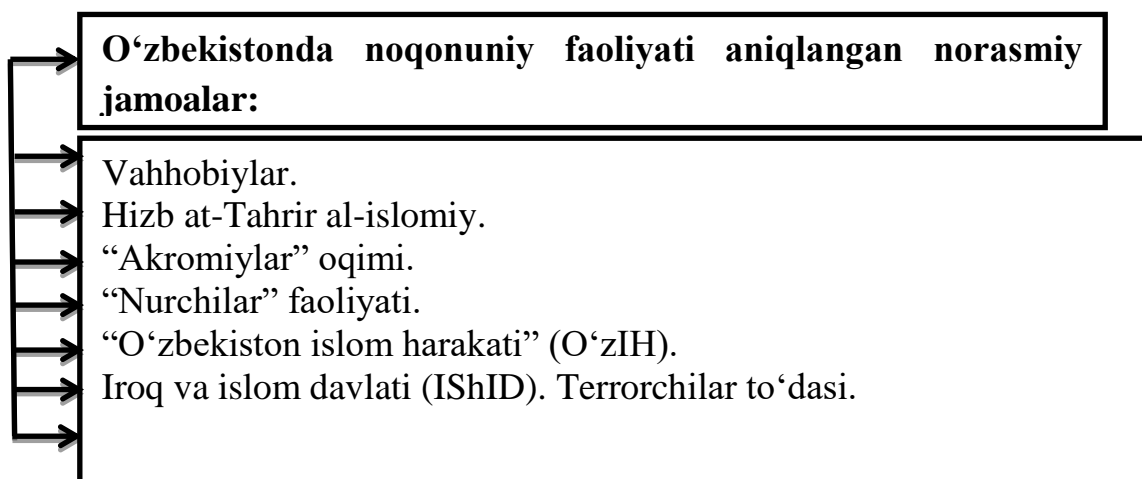 O‘zbekistonda noqonuniy faoliyati aniqlangan norasmiy
jamoalar:
Vahhobiylar.
Hizb at-Tahrir al-islomiy.
“Akromiylar” oqimi.
“Nurchilar” faoliyati.
“O‘zbekiston islom harakati” (O‘zIH).
Iroq va islom davlati (IShID). Terrorchilar to‘dasi.